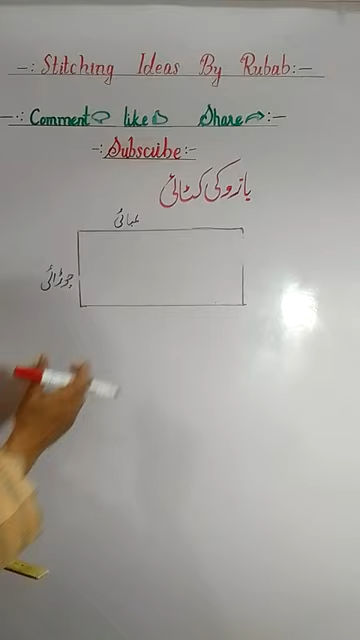 -: Stitching Ideas By Rubab:-
-: Comment like Share :-
-: Subscribe:-
بازو کی کٹائی
لمبائی
چوڑائی